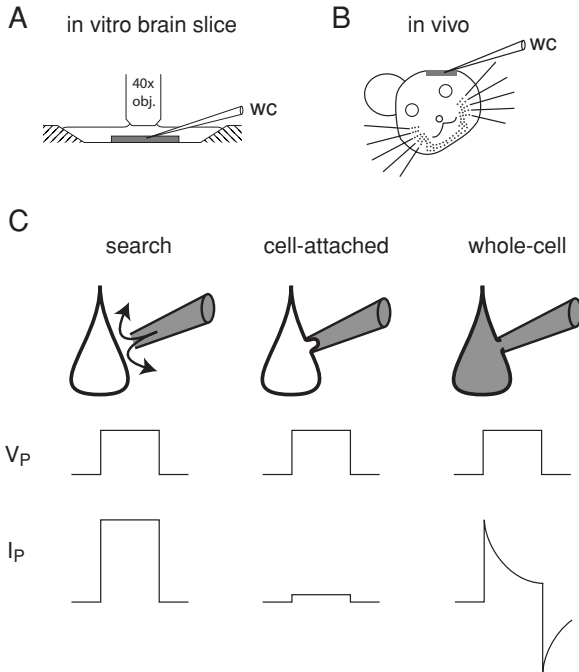 A in vitro brain slice
40x
obj.
WC
B in vivo
WC
C
search cell-attached whole-cell
VP
IP